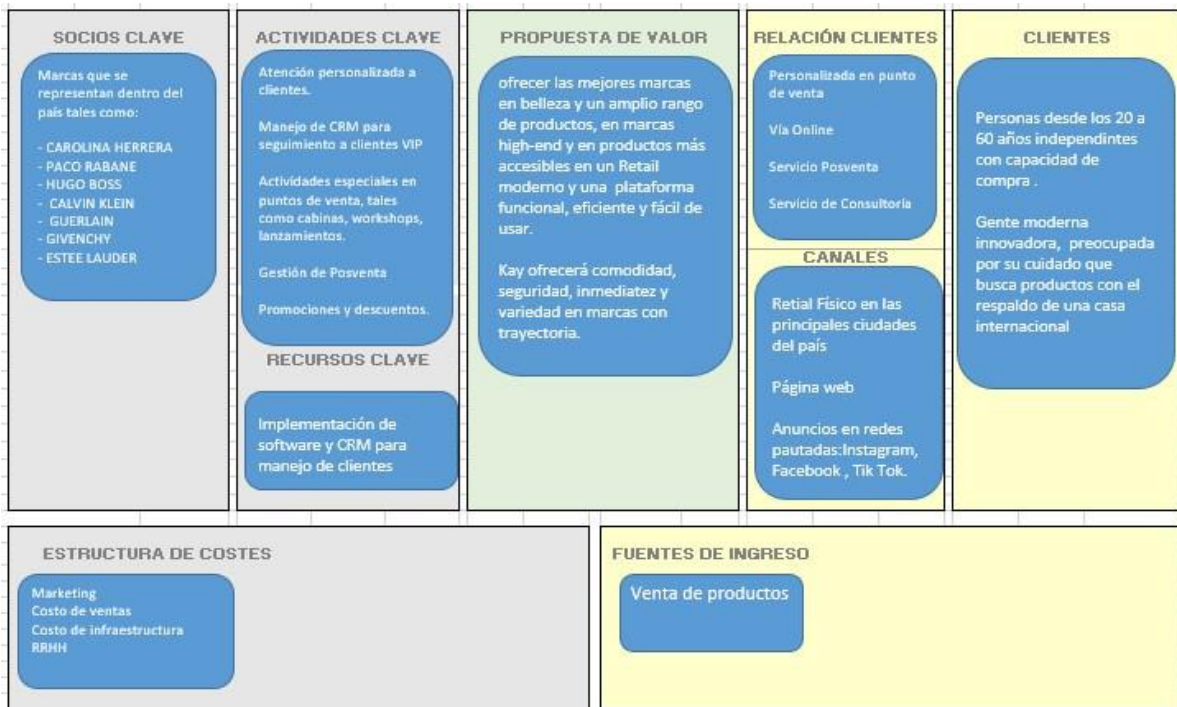 SOCIOS CLAVE
Marcas que se
representan dentro del
país tales como:
- CAROLINA HERRERA
- PACO RABANE
- HUGO BOSS
- CALVIN KLEIN
- GUERLAIN
- GIVENCHY
- ESTEE LAUDER
ACTIVIDADES CLAVE
Atención personalizada a
clientes.
Manejo de CRM para
seguimiento a clientes VIP
Actividades especiales en
puntos de venta, tales
como cabinas, workshops,
lanzamientos.
Gestión de Posventa
Promociones y descuentos.
RECURSOS CLAVE
Implementación de
software y CRM para
manejo de clientes
PROPUESTA DE VALOR
ofrecer las mejores marcas
en belleza y un amplio rango
de productos, en marcas
high-end y en productos más
accesibles en un Retail
moderno y una plataforma
funcional, eficiente y fácil de
usar.
Kay ofrecerá comodidad,
seguridad, inmediatez y
variedad en marcas con
trayectoria.
RELACIÓN CLIENTES
Personalizada en punto
de venta
Vía Online
Servicio Posventa
Servicio de Consultoría
CANALES
Retial Físico en las
principales ciudades
del país
Página web
Anuncios en redes
pautadas:Instagram,
Facebook , Tik Tok.
CLIENTES
Personas desde los 20 a
60 años independintes
con capacidad de
compra .
Gente moderna
innovadora, preocupada
por su cuidado que
busca productos con el
respaldo de una casa
internacional
ESTRUCTURA DE COSTES
Marketing
Costo de ventas
Costo de infraestructura
RRHH
FUENTES DE INGRESO
Venta de productos